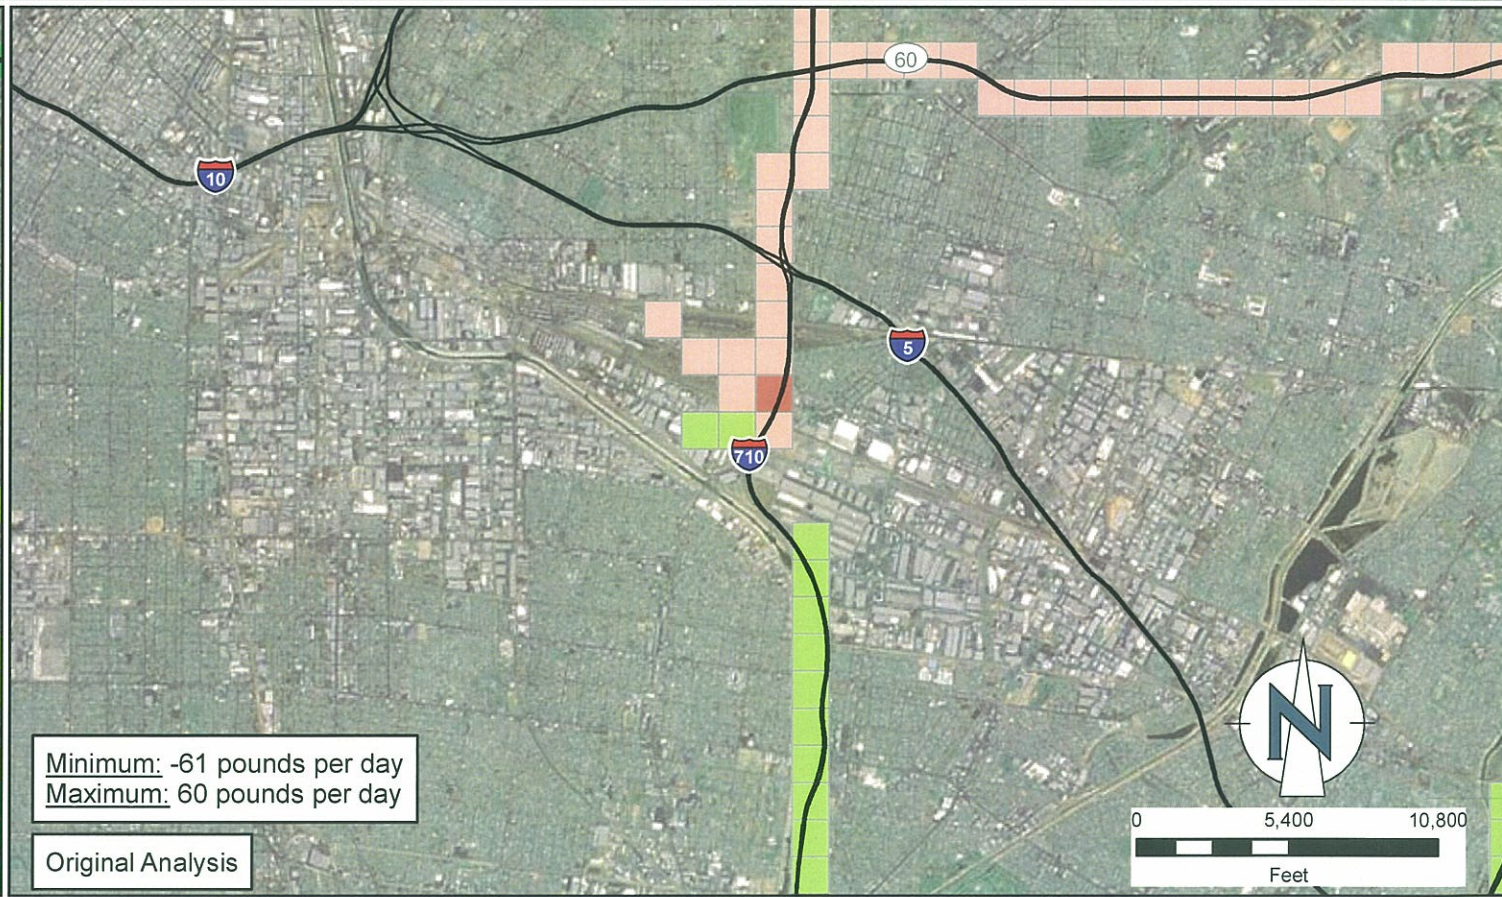 60
10
5
710
Minimum: -61 pounds per day
Maximum: 60 pounds per day
Original Analysis
N
0 5,400 10,800
Feet